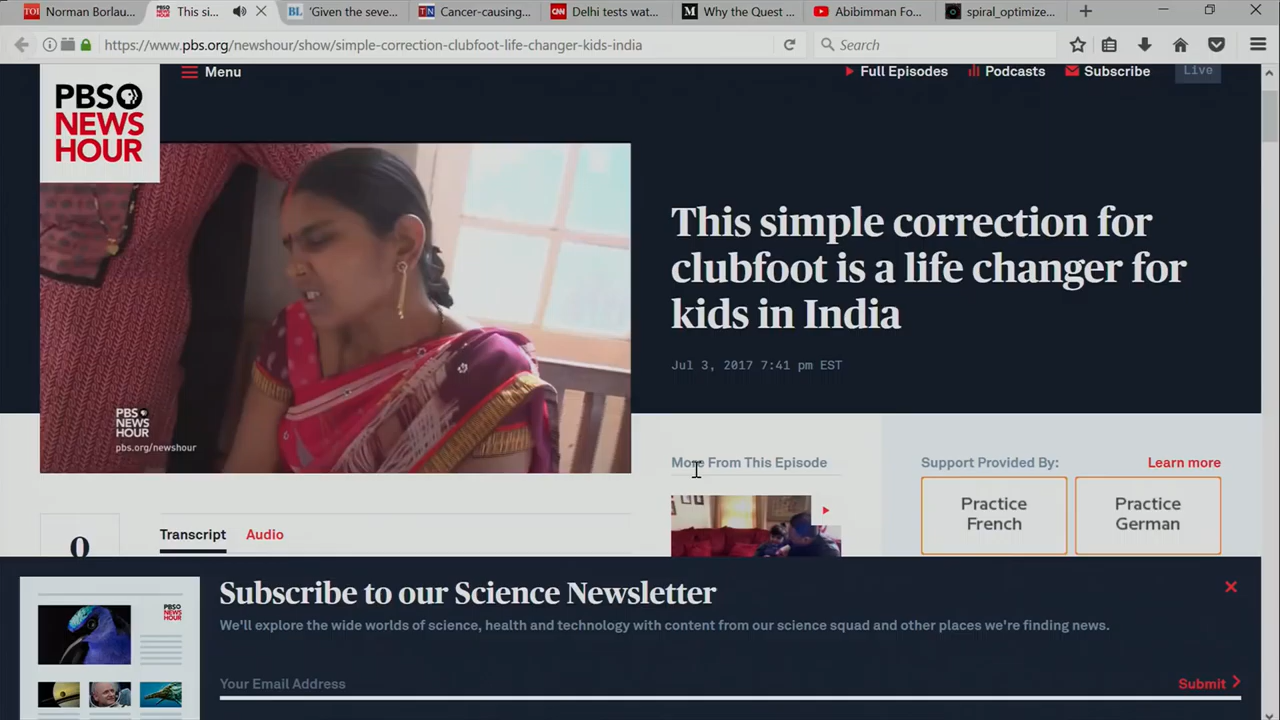 Norman Borlau...
This si...
'Given the seve...
Cancer-causing...
Delhi tests wat...
Why the Quest ...
Abibimman Fo...
spiral_optimize...
https://www.pbs.org/newshour/show/simple-correction-clubfoot-life-changer-kids-india
Search
Menu
Full Episodes
Podcasts
Subscribe
Live
PBS
NEWS
HOUR
This simple correction for
clubfoot is a life changer for
kids in India
Jul 3, 2017 7:41 pm EST
PBS
NEWS
HOUR
pbs.org/newshour
More From This Episode
Support Provided By:
Learn more
Practice
French
Practice
German
0
Transcript
Audio
Subscribe to our Science Newsletter
We'll explore the wide worlds of science, health and technology with content from our science squad and other places we're finding news.
Your Email Address
Submit